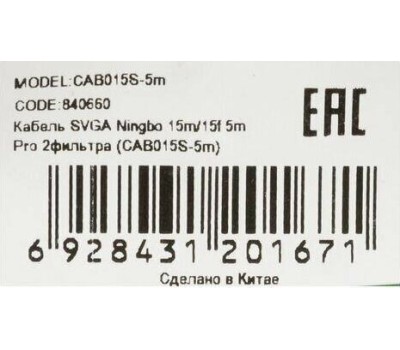 MODEL:CAB015S-5m
CODE:840660
Кабель SVGA Ningbo 15m/15f 5m
Pro 2фильтра (CAB015S-5m)
EAC
6 928431 201671
Сделано в Китае